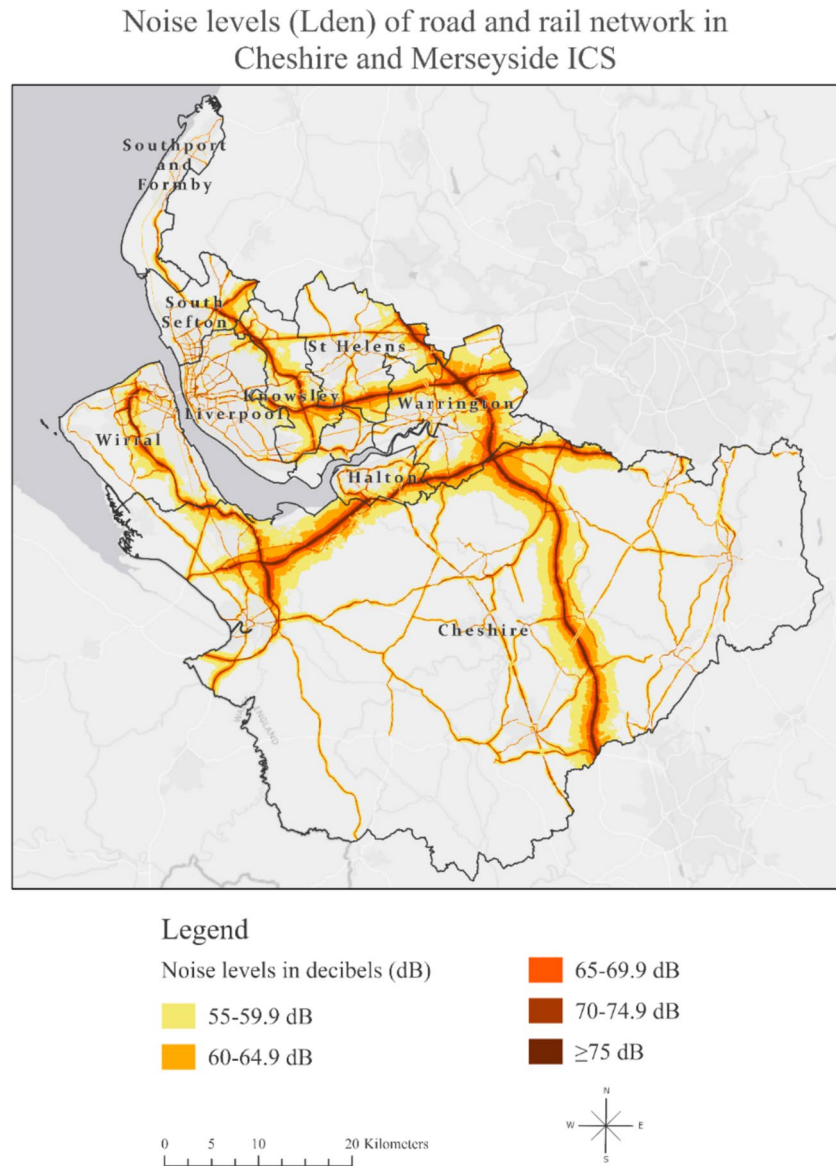 Noise levels (Lden) of road and rail network in
Cheshire and Merseyside ICS
Southport
and
Formby
South
Sefton
St Helens
Knowsley
Liverpool
Warrington
Wirral
Halton
Cheshire
ENGLAND
Legend
Noise levels in decibels (dB)
55-59.9 dB
60-64.9 dB
65-69.9 dB
70-74.9 dB
≥75 dB
N
W E
S
0 5 10 20 Kilometers